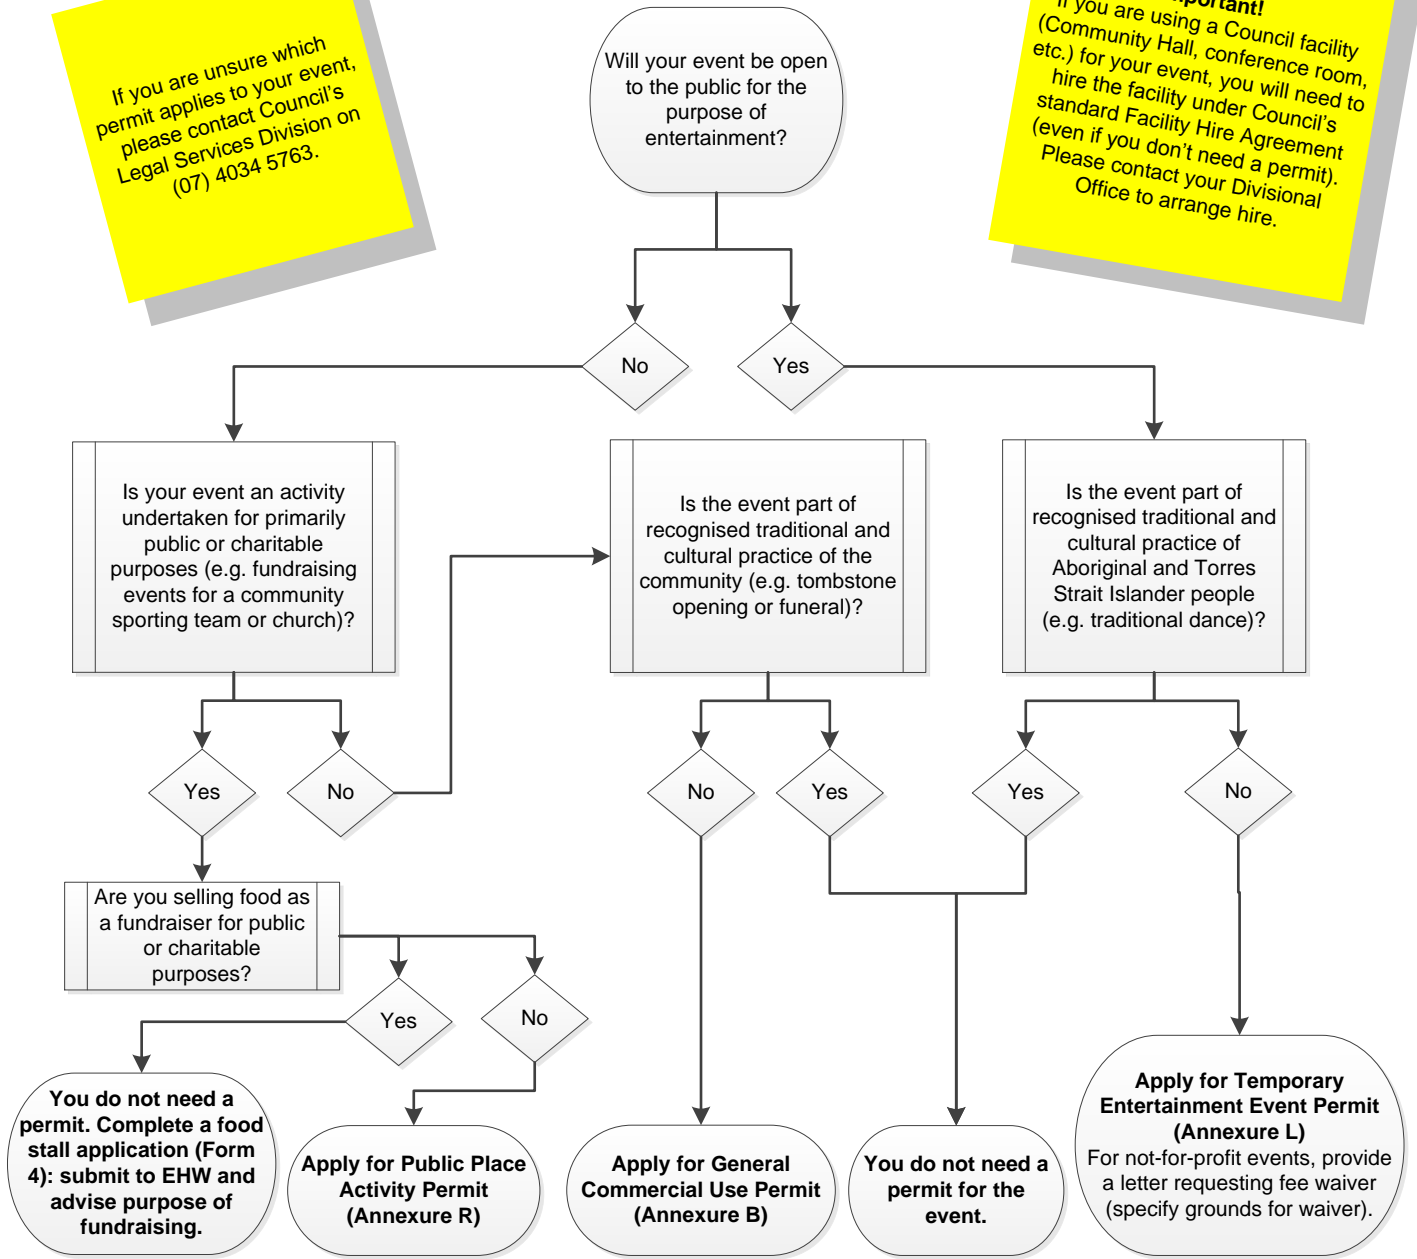 If you are unsure which
permit applies to your event,
please contact Council's
Legal Services Division on
(07) 4034 5763.
Will your event be open
to the public for the
purpose of
entertainment?
Important!
If you are using a Council facility
(Community Hall, conference room,
etc.) for your event, you will need to
hire the facility under Council's
standard Facility Hire Agreement
(even if you don't need a permit).
Please contact your Divisional
Office to arrange hire.
No
Yes
Is your event an activity
undertaken for primarily
public or charitable
purposes (e.g. fundraising
events for a community
sporting team or church)?
Is the event part of
recognised traditional and
cultural practice of the
community (e.g. tombstone
opening or funeral)?
Is the event part of
recognised traditional and
cultural practice of
Aboriginal and Torres
Strait Islander people
(e.g. traditional dance)?
Yes
No
No
Yes
Yes
No
Are you selling food as
a fundraiser for public
or charitable
purposes?
Yes
No
You do not need a
permit. Complete a food
stall application (Form
4): submit to EHW and
advise purpose of
fundraising.
Apply for Public Place
Activity Permit
(Annexure R)
Apply for General
Commercial Use Permit
(Annexure B)
You do not need a
permit for the
event.
Apply for Temporary
Entertainment Event Permit
(Annexure L)
For not-for-profit events, provide
a letter requesting fee waiver
(specify grounds for waiver).